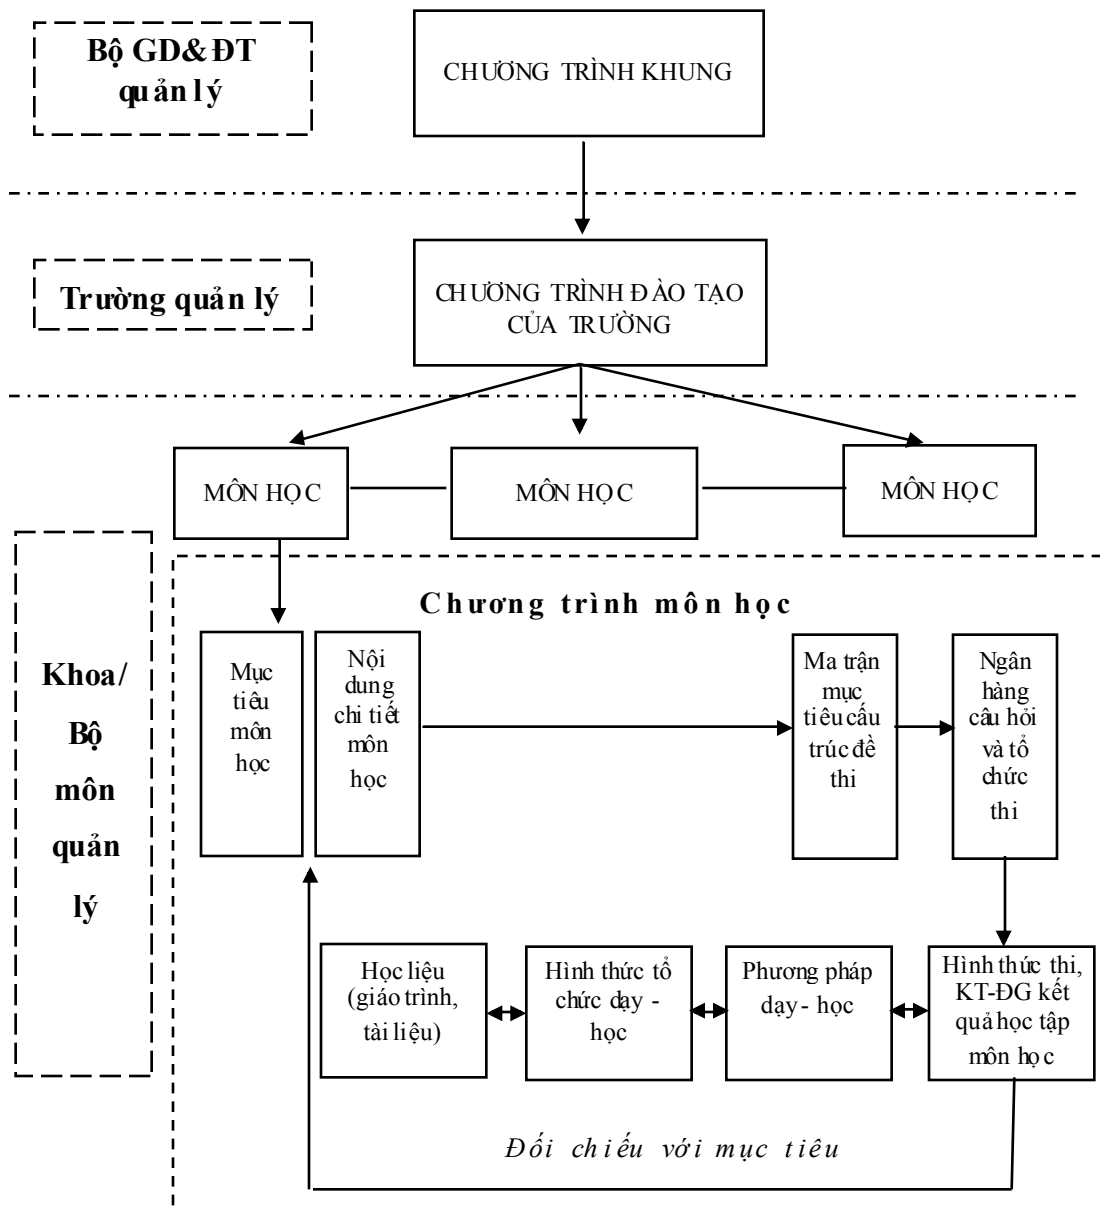 Bộ GD&ĐT
quản lý
CHƯƠNG TRÌNH KHUNG
Trường quản lý
CHƯƠNG TRÌNH ĐÀO TẠO
CỦA TRƯỜNG
MÔN HỌC
MÔN HỌC
MÔN HỌC
Khoa/
Bộ
môn
quản
lý
Chương trình môn học
Mục
tiêu
môn
học
Nội
dung
chi tiết
môn
học
Ma trận
mục
tiêu cấu
trúc đề
thi
Ngân
hàng
câu hỏi
và tổ
chức
thi
Học liệu
(giáo trình,
tài liệu)
Hình thức tổ
chức dạy -
học
Phương pháp
dạy - học
Hình thức thi,
KT-ĐG kết
quả học tập
môn học
Đối chiếu với mục tiêu